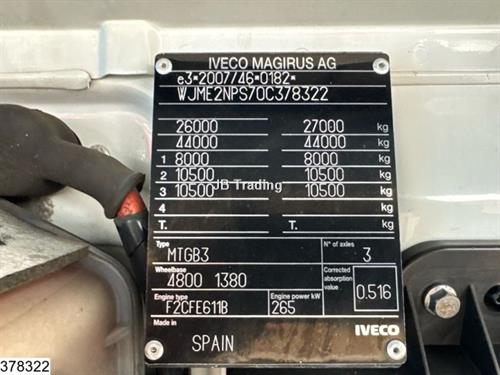 IVECO MAGIRUS AG
e3*2007/46*0182*
WJME2NPS70C378322
26000 27000 kg
44000 44000 kg
1 8000 8000 kg
2 10500 10500 kg
JB Trading
3 10500 10500 kg
4 kg
T. T. kg
Type N° of axles
MTGB3 3
Wheelbase Corrected absorption value
4800 1380 0.516
Engine type Engine power kW
F2CFE611B 265
Made in IVECO
SPAIN
378322